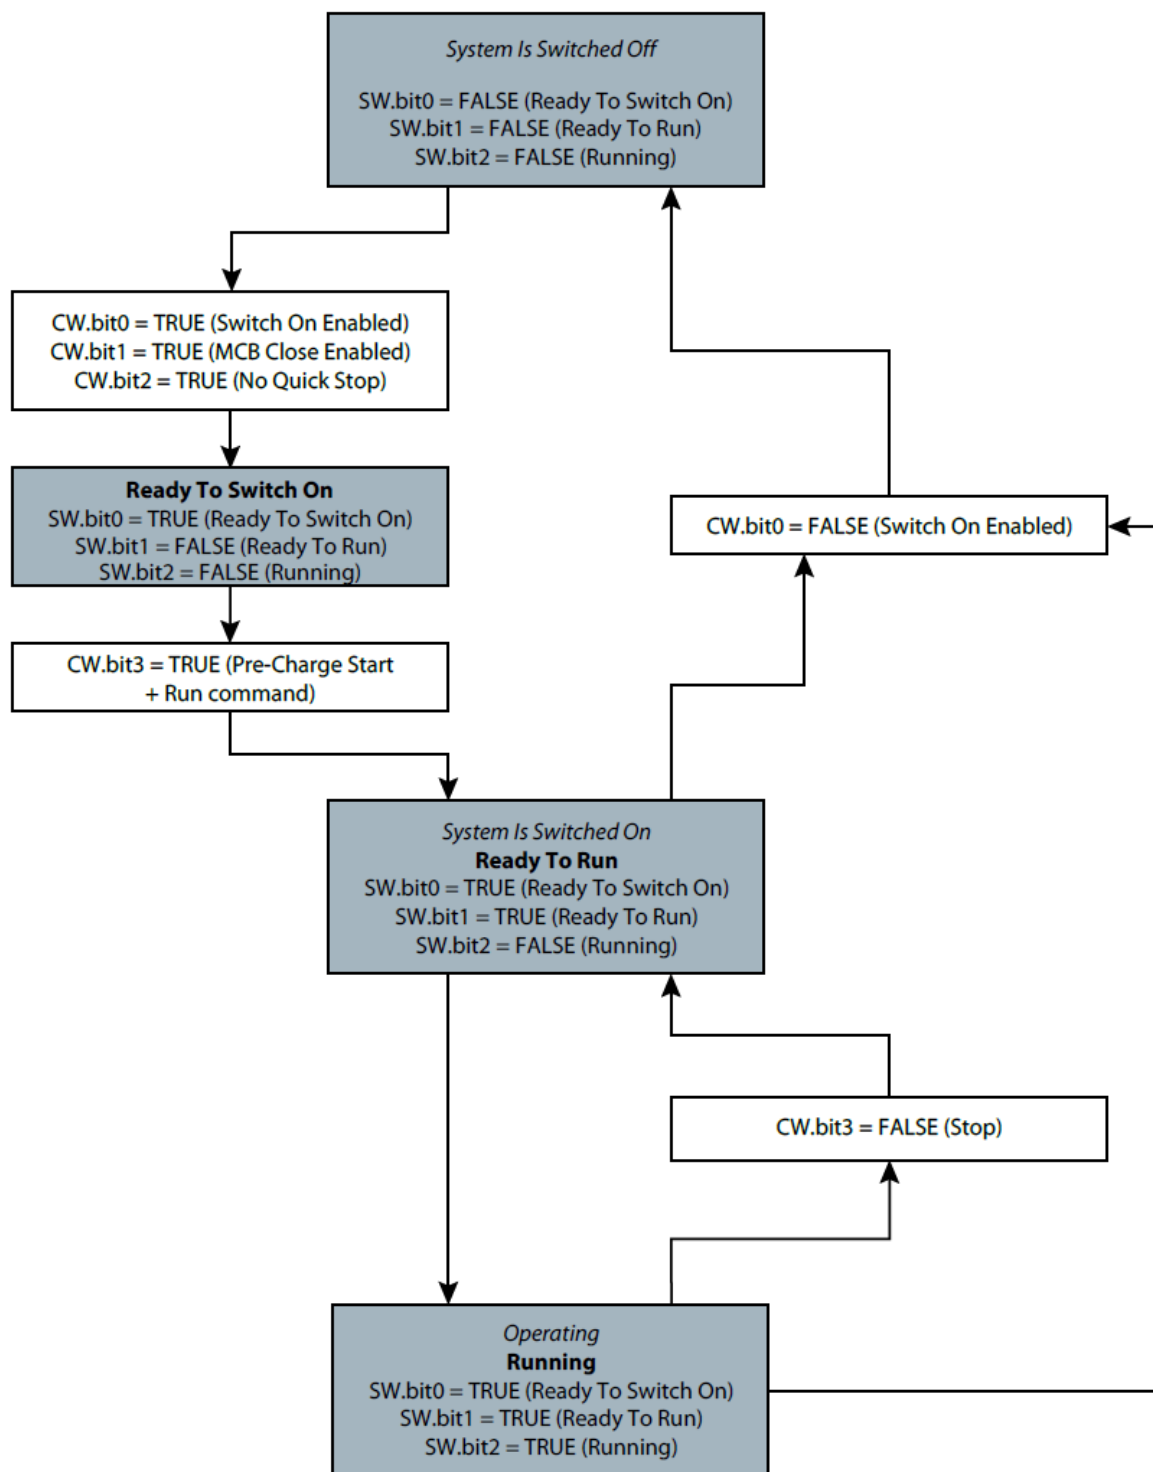 System Is Switched Off
SW.bit0 = FALSE (Ready To Switch On)
SW.bit1 = FALSE (Ready To Run)
SW.bit2 = FALSE (Running)
CW.bit0 = TRUE (Switch On Enabled)
CW.bit1 = TRUE (MCB Close Enabled)
CW.bit2 = TRUE (No Quick Stop)
Ready To Switch On
SW.bit0 = TRUE (Ready To Switch On)
SW.bit1 = FALSE (Ready To Run)
SW.bit2 = FALSE (Running)
CW.bit0 = FALSE (Switch On Enabled)
CW.bit3 = TRUE (Pre-Charge Start
+ Run command)
System Is Switched On
Ready To Run
SW.bit0 = TRUE (Ready To Switch On)
SW.bit1 = TRUE (Ready To Run)
SW.bit2 = FALSE (Running)
CW.bit3 = FALSE (Stop)
Operating
Running
SW.bit0 = TRUE (Ready To Switch On)
SW.bit1 = TRUE (Ready To Run)
SW.bit2 = TRUE (Running)